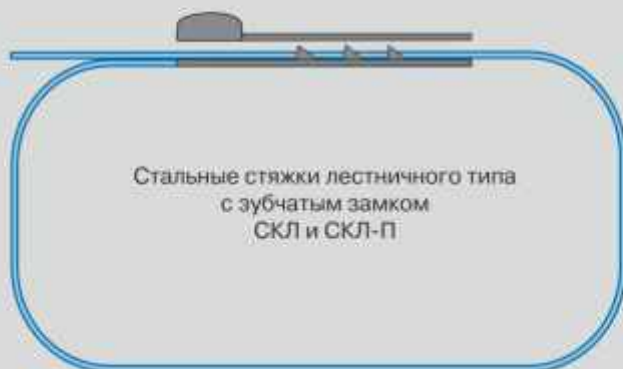 Стальные стяжки лестничного типа
с зубчатым замком
СКЛ и СКЛ-П